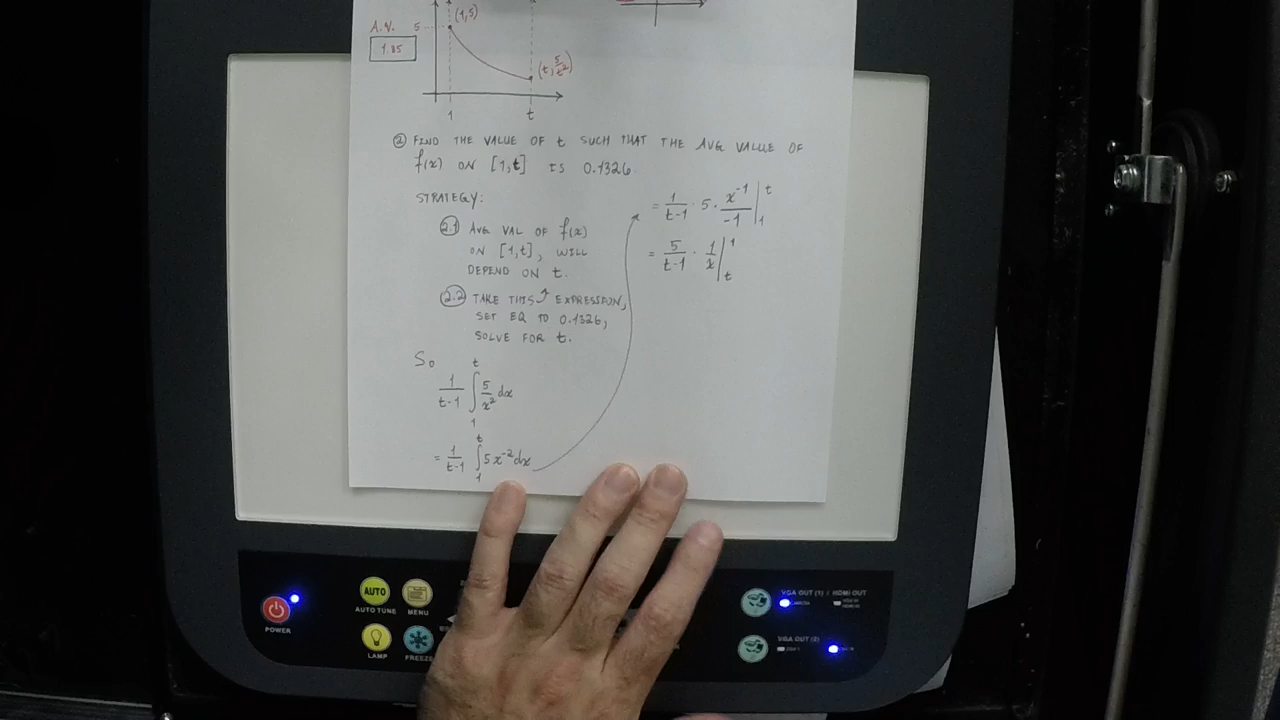 (1,5)
A.V. 5
1.85
(t, 5/t²)
1 t
② FIND THE VALUE OF t SUCH THAT THE AVG VALUE OF
f(x) ON [1,t] IS 0.1326
STRATEGY:
2.1 AVG VAL OF f(x)
ON [1,t], WILL
DEPEND ON t.
2.2 TAKE THIS ⤴ EXPRESSION,
SET EQ TO 0.1326,
SOLVE FOR t.
So
1/(t-1) ∫₁ᵗ 5/x² dx
= 1/(t-1) ∫₁ᵗ 5x⁻² dx
= 1/(t-1) · 5 · x⁻¹/-1 |₁ᵗ
= 5/(t-1) · 1/x |ₜ¹
POWER
AUTO
AUTO TUNE
MENU
LAMP
FREEZE
VGA OUT (1) / HDMI OUT
VGA OUT (2)